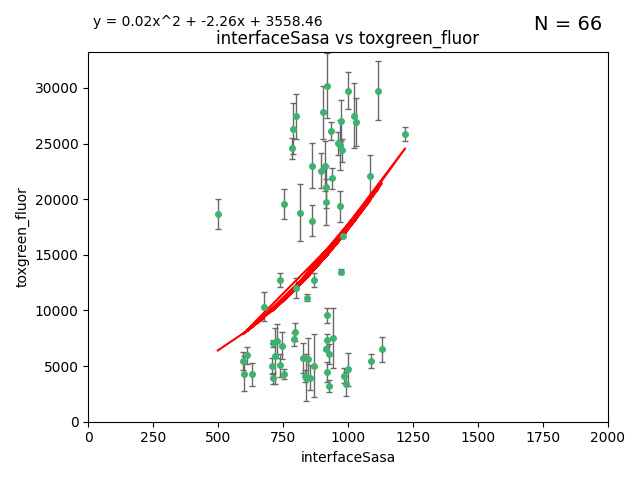 y = 0.02x^2 + -2.26x + 3558.46
N = 66
interfaceSasa vs toxgreen_fluor
30000
25000
20000
15000
10000
5000
0
toxgreen_fluor
0 250 500 750 1000 1250 1500 1750 2000
interfaceSasa